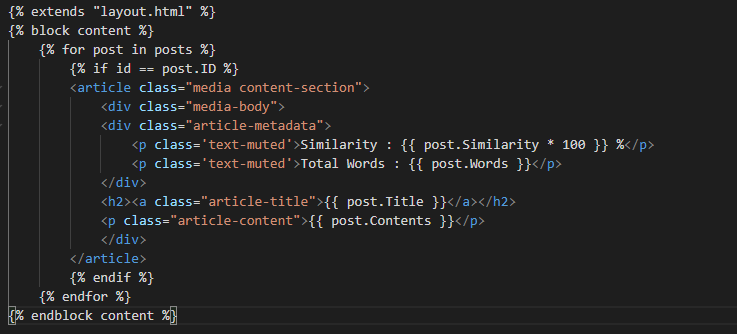 {% extends "layout.html" %}
{% block content %}
{% for post in posts %}
{% if id == post.ID %}
<article class="media content-section">
<div class="media-body">
<div class="article-metadata">
<p class='text-muted'>Similarity : {{ post.Similarity * 100 }} %</p>
<p class='text-muted'>Total Words : {{ post.Words }}</p>
</div>
<h2><a class="article-title">{{ post.Title }}</a></h2>
<p class="article-content">{{ post.Contents }}</p>
</div>
</article>
{% endif %}
{% endfor %}
{% endblock content %}